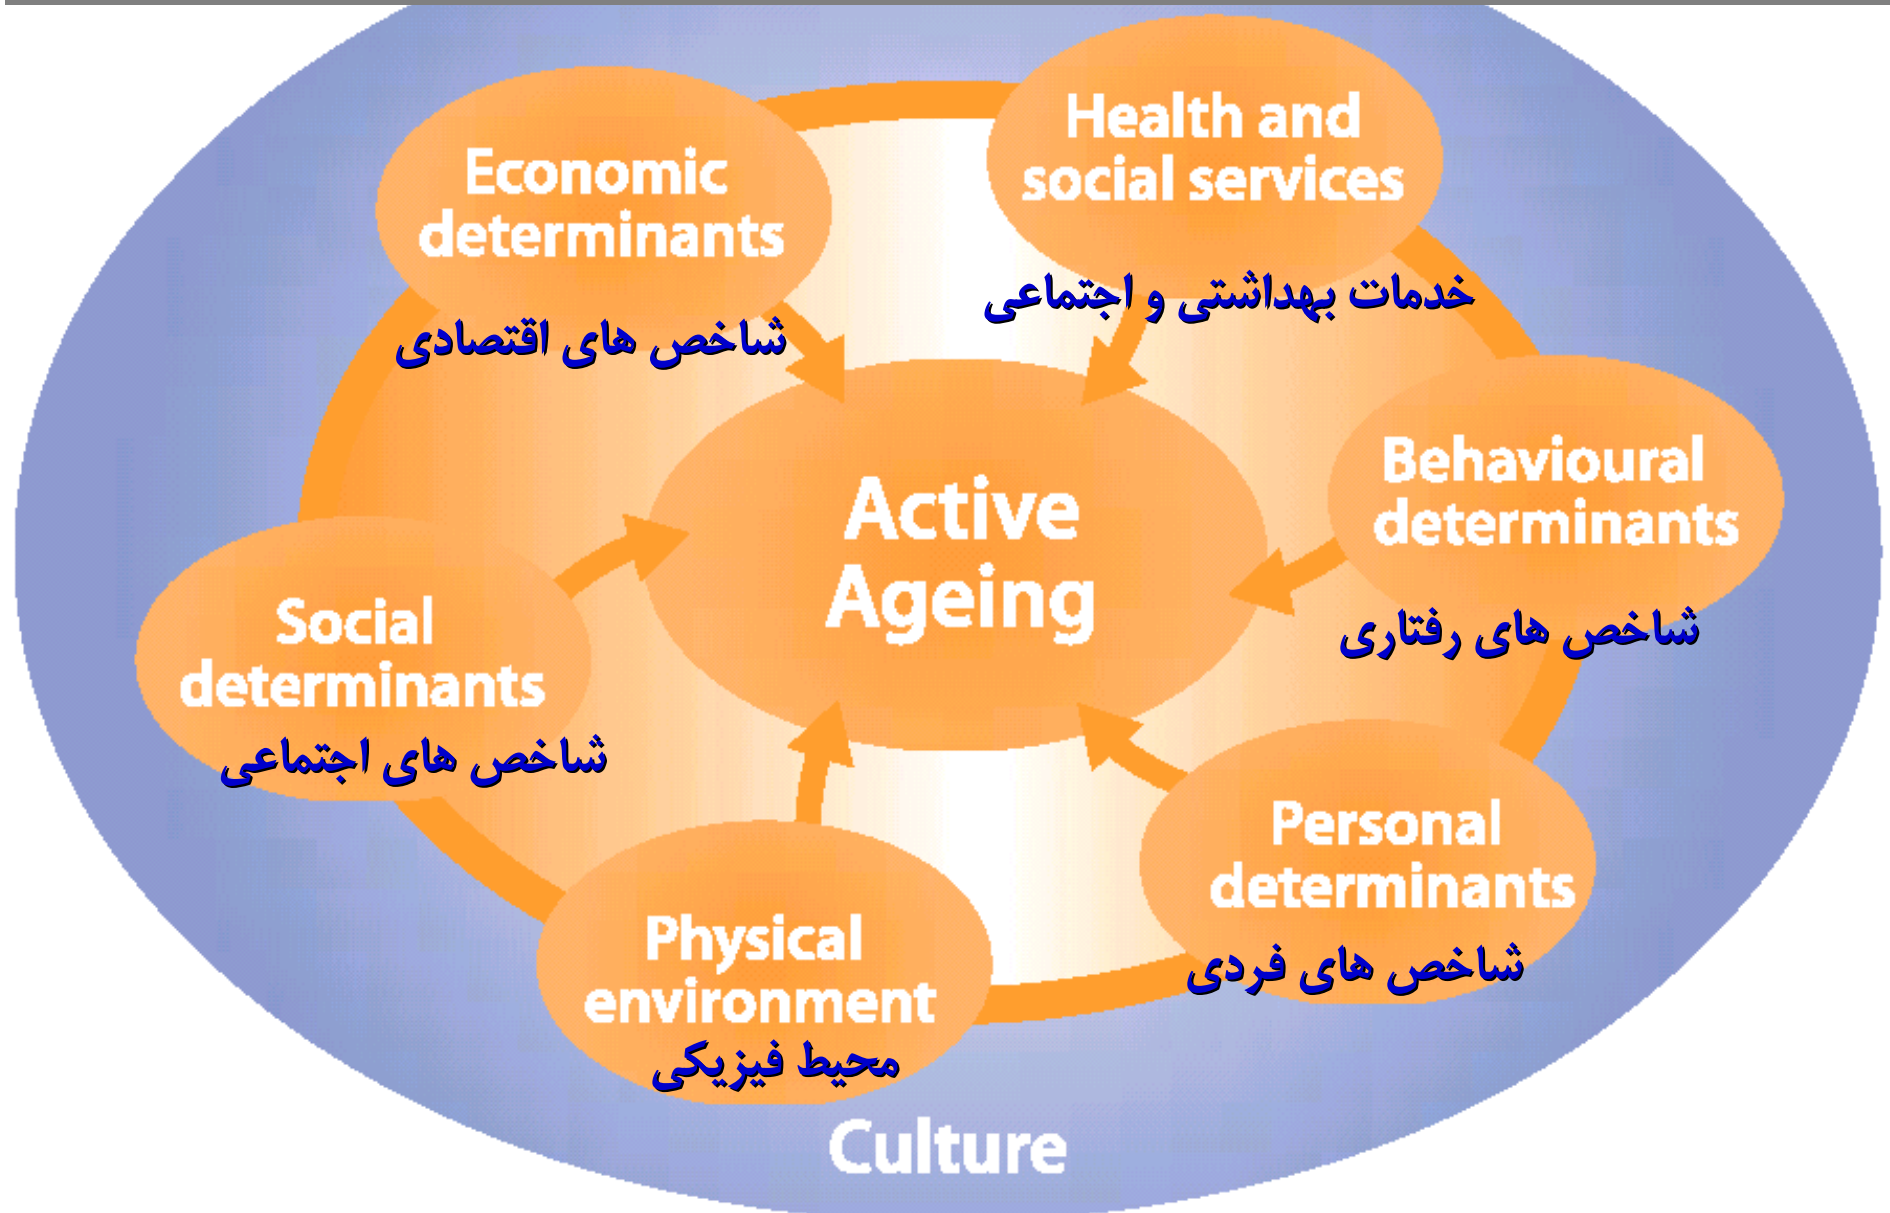 Health and
social services
خدمات بهداشتی و اجتماعی
Economic
determinants
شاخص های اقتصادی
Behavioural
determinants
شاخص های رفتاری
Active
Ageing
Social
determinants
شاخص های اجتماعی
Personal
determinants
شاخص های فردی
Physical
environment
محیط فیزیکی
Culture